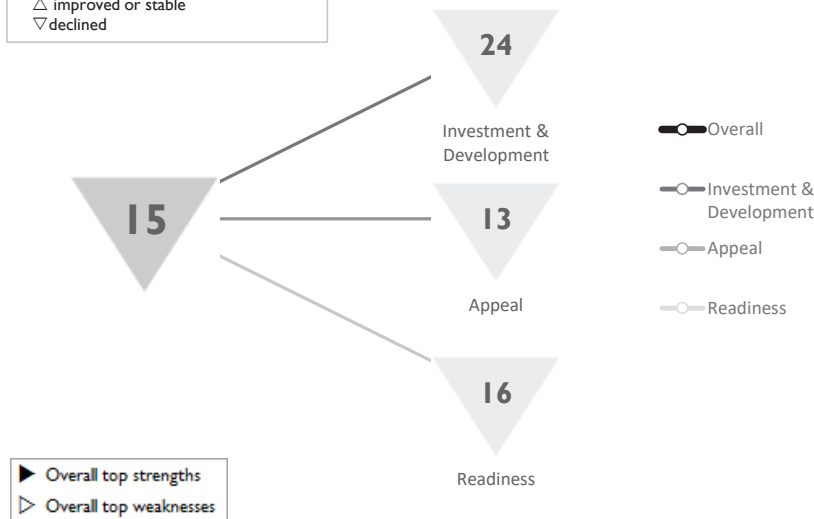 △ improved or stable
▽ declined
24
Investment &
Development
15
13
Appeal
16
Readiness
Overall
Investment &
Development
Appeal
Readiness
▶ Overall top strengths
▷ Overall top weaknesses